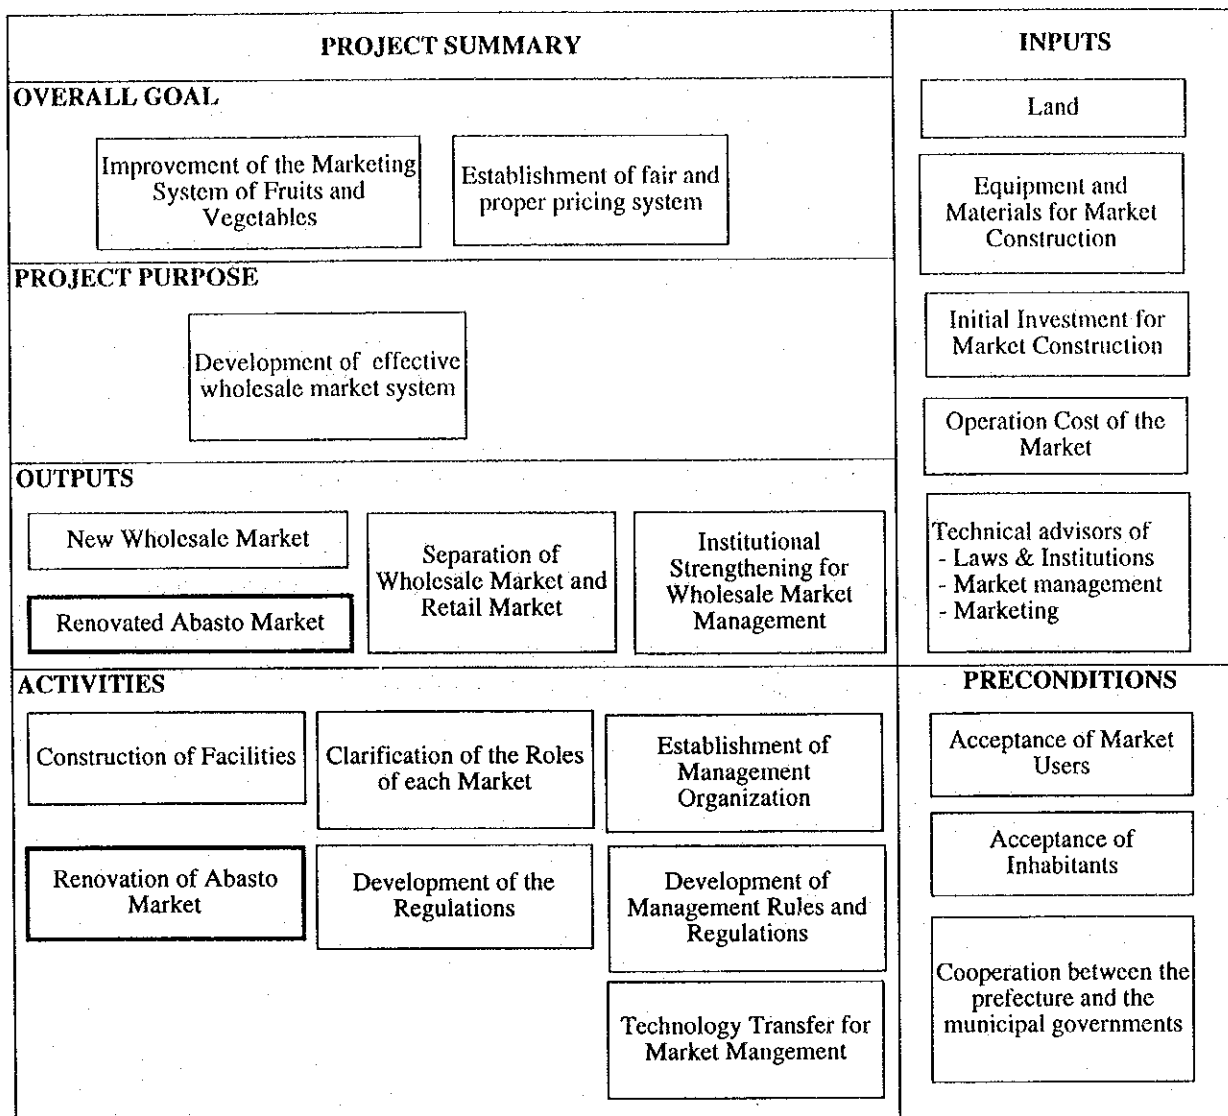 PROJECT SUMMARY
OVERALL GOAL
Improvement of the Marketing
System of Fruits and
Vegetables
Establishment of fair and
proper pricing system
PROJECT PURPOSE
Development of effective
wholesale market system
OUTPUTS
New Wholesale Market
Renovated Abasto Market
Separation of
Wholesale Market and
Retail Market
Institutional
Strengthening for
Wholesale Market
Management
ACTIVITIES
Construction of Facilities
Clarification of the Roles
of each Market
Establishment of
Management
Organization
Renovation of Abasto
Market
Development of the
Regulations
Development of
Management Rules and
Regulations
Technology Transfer for
Market Mangement
INPUTS
Land
Equipment and
Materials for Market
Construction
Initial Investment for
Market Construction
Operation Cost of the
Market
Technical advisors of
- Laws & Institutions
- Market management
- Marketing
PRECONDITIONS
Acceptance of Market
Users
Acceptance of
Inhabitants
Cooperation between the
prefecture and the
municipal governments